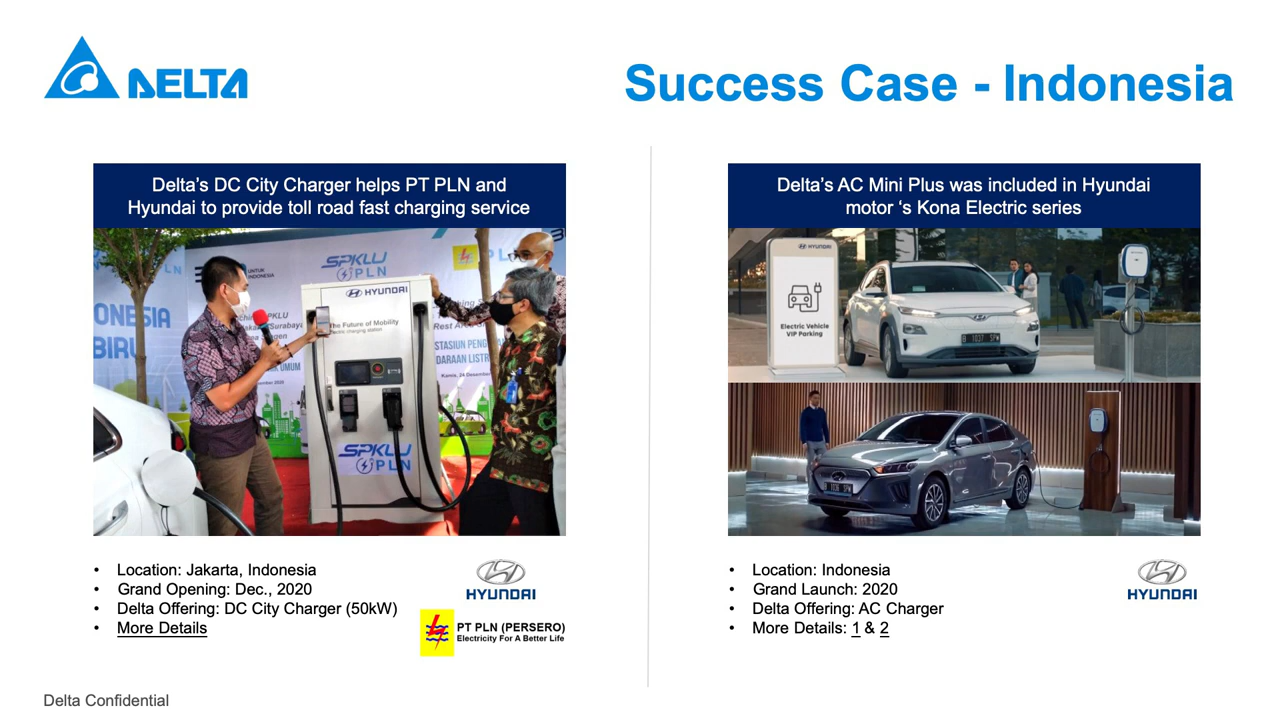 DELTA
Success Case - Indonesia
Delta's DC City Charger helps PT PLN and
Hyundai to provide toll road fast charging service
SPKLU
PLN
HYUNDAI
The Future of Mobility
UNTUK
INDONESIA
SPKLU
PLN
• Location: Jakarta, Indonesia
• Grand Opening: Dec., 2020
• Delta Offering: DC City Charger (50kW)
• More Details
HYUNDAI
PT PLN (PERSERO)
Electricity For A Better Life
Delta's AC Mini Plus was included in Hyundai
motor ‘s Kona Electric series
HYUNDAI
Electric Vehicle
VIP Parking
• Location: Indonesia
• Grand Launch: 2020
• Delta Offering: AC Charger
• More Details: 1 & 2
HYUNDAI
Delta Confidential